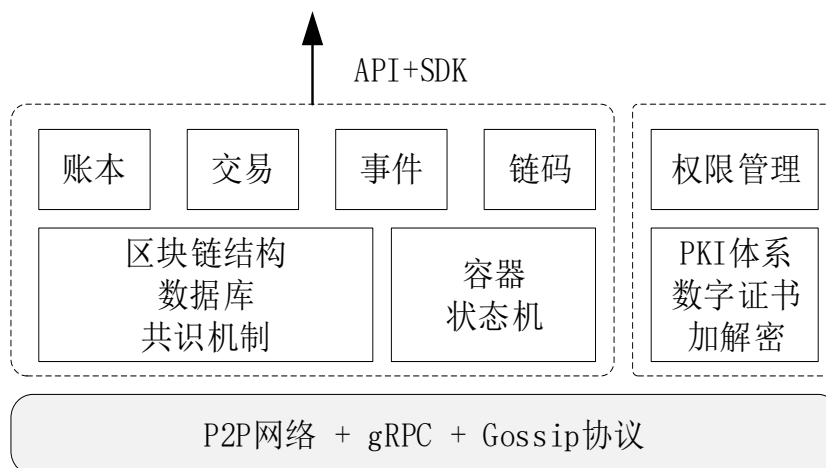 API+SDK
账本
交易
事件
链码
权限管理
区块链结构
数据库
共识机制
容器
状态机
PKI体系
数字证书
加解密
P2P网络 + gRPC + Gossip协议